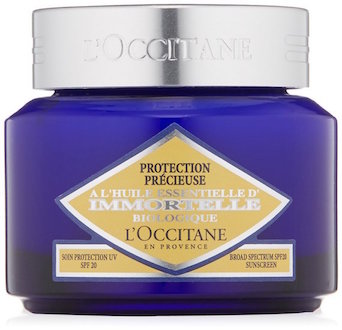 L'OCCITANE
PROTECTION
PRÉCIEUSE
A L'HUILE ESSENTIELLE D'
IMMORTELLE
BIOLOGIQUE
L'OCCITANE
EN PROVENCE
SOIN PROTECTION UV
SPF 20
BROAD SPECTRUM SPF20
SUNSCREEN